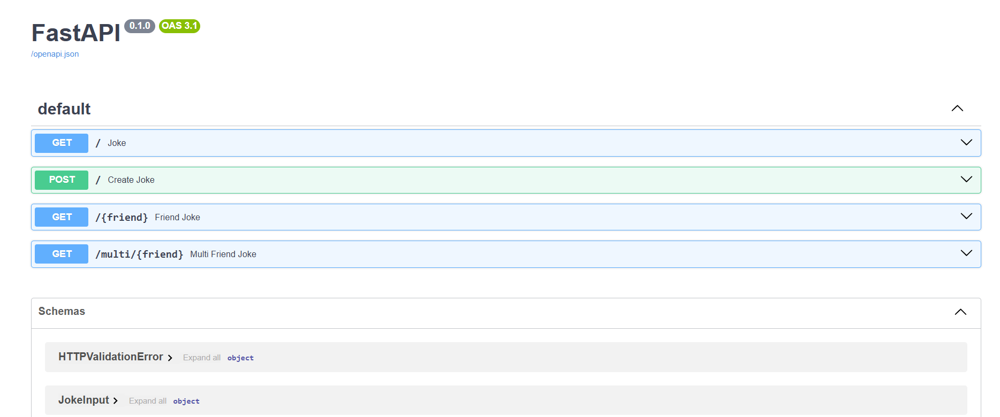 FastAPI 0.1.0 OAS 3.1
/openapi.json
default
GET / Joke
POST / Create Joke
GET /{friend} Friend Joke
GET /multi/{friend} Multi Friend Joke
Schemas
HTTPValidationError Expand all object
JokeInput Expand all object